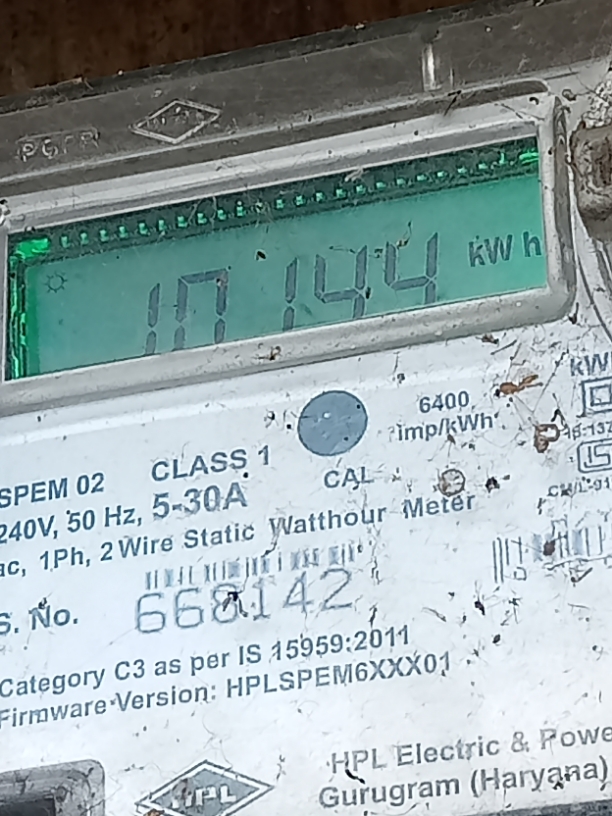 kWh
10144
kW
6400
imp/kWh
SPEM 02 CLASS 1
CAL
240V, 50 Hz, 5-30A
ac, 1Ph, 2 Wire Static Watthour Meter
S. No.
668142
Category C3 as per IS 15959:2011
Firmware Version: HPLSPEM6XXX01
HPL
HPL Electric & Powe
Gurugram (Haryana)